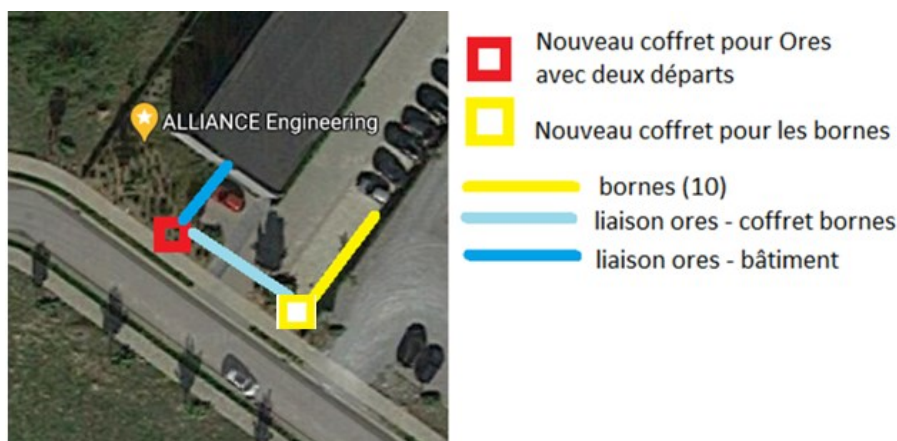 ALLIANCE Engineering
Nouveau coffret pour Ores
avec deux départs
Nouveau coffret pour les bornes
bornes (10)
liaison ores - coffret bornes
liaison ores - bâtiment